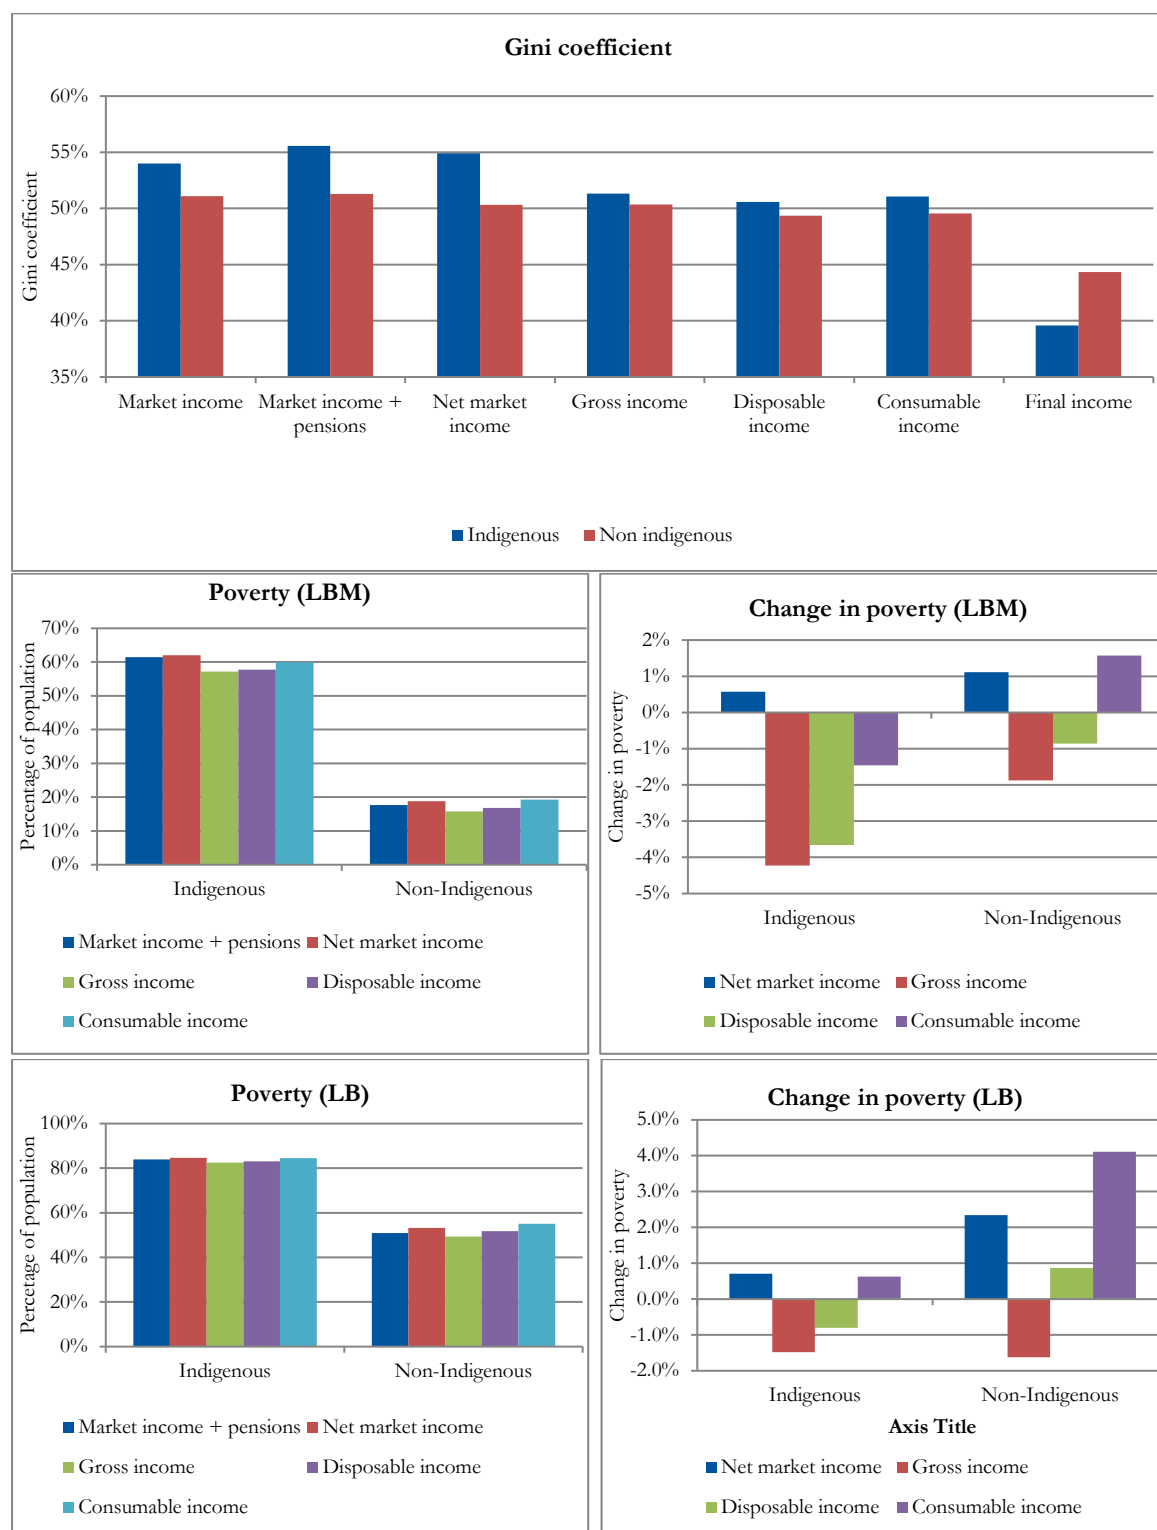 Gini coefficient
Gini coefficient
60%
55%
50%
45%
40%
35%
Market income
Market income + pensions
Net market income
Gross income
Disposable income
Consumable income
Final income
Indigenous
Non indigenous
Poverty (LBM)
Percentage of population
70%
60%
50%
40%
30%
20%
10%
0%
Indigenous
Non-Indigenous
Market income + pensions
Net market income
Gross income
Disposable income
Consumable income
Change in poverty (LBM)
Change in poverty
2%
1%
0%
-1%
-2%
-3%
-4%
-5%
Indigenous
Non-Indigenous
Net market income
Gross income
Disposable income
Consumable income
Poverty (LB)
Percetage of population
100%
80%
60%
40%
20%
0%
Indigenous
Non-Indigenous
Market income + pensions
Net market income
Gross income
Disposable income
Consumable income
Change in poverty (LB)
Change in poverty
5.0%
4.0%
3.0%
2.0%
1.0%
0.0%
-1.0%
-2.0%
Indigenous
Non-Indigenous
Axis Title
Net market income
Gross income
Disposable income
Consumable income